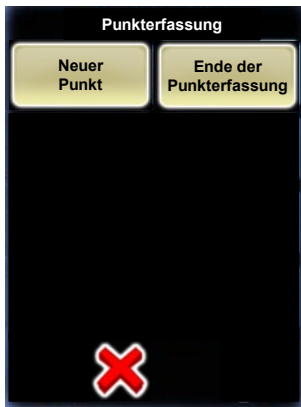 Punkterfassung
Neuer
Punkt
Ende der
Punkterfassung